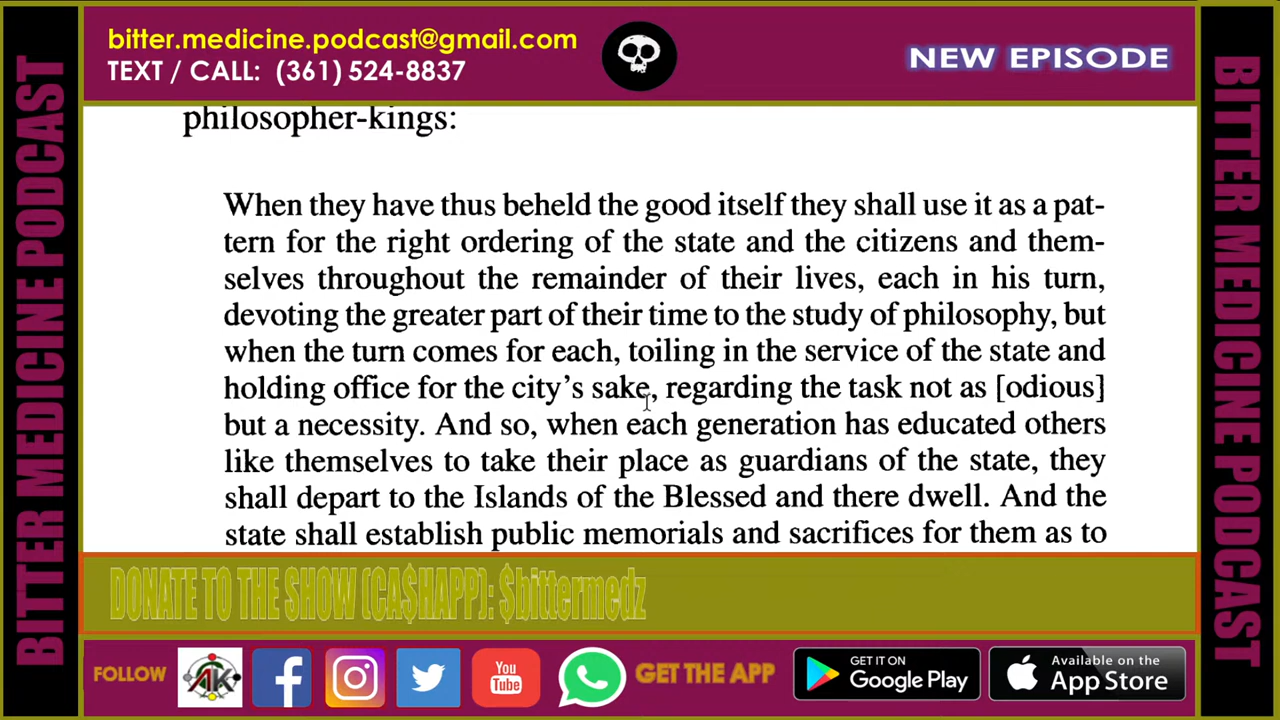 bitter.medicine.podcast@gmail.com
TEXT / CALL: (361) 524-8837
NEW EPISODE
BITTER MEDICINE PODCAST
philosopher-kings:
When they have thus beheld the good itself they shall use it as a pat-
tern for the right ordering of the state and the citizens and them-
selves throughout the remainder of their lives, each in his turn,
devoting the greater part of their time to the study of philosophy, but
when the turn comes for each, toiling in the service of the state and
holding office for the city’s sake, regarding the task not as [odious]
but a necessity. And so, when each generation has educated others
like themselves to take their place as guardians of the state, they
shall depart to the Islands of the Blessed and there dwell. And the
state shall establish public memorials and sacrifices for them as to
BITTER MEDICINE PODCAST
DONATE TO THE SHOW (CA$HAPP): $bittermedz
FOLLOW
ATK
You
Tube
GET THE APP
GET IT ON
Google Play
Available on the
App Store